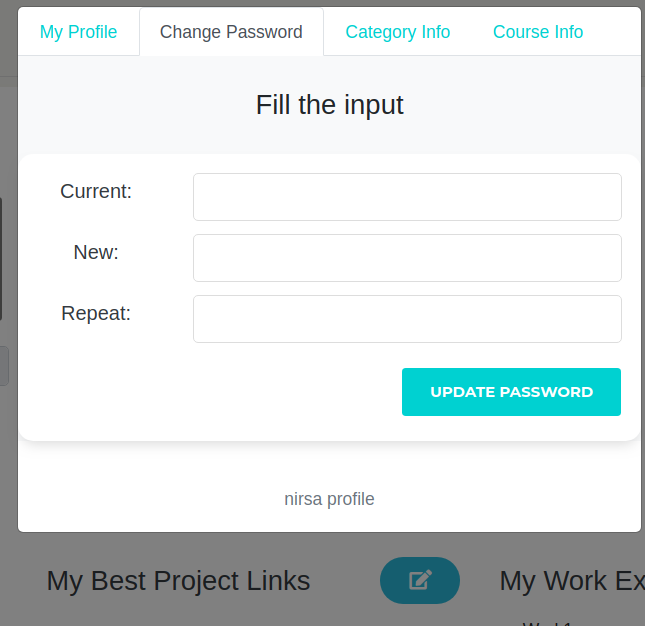 My Profile Change Password Category Info Course Info
Fill the input
Current:
New:
Repeat:
UPDATE PASSWORD
nirsa profile
My Best Project Links My Work Ex